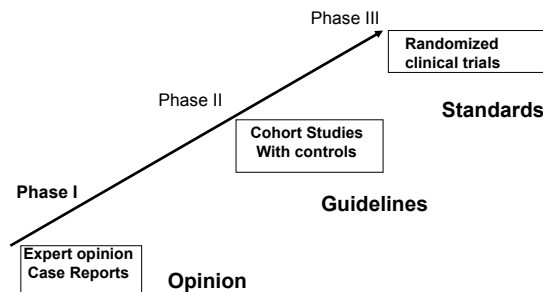 Phase III
Randomized
clinical trials
Standards
Phase II
Cohort Studies
With controls
Guidelines
Phase I
Expert opinion
Case Reports
Opinion